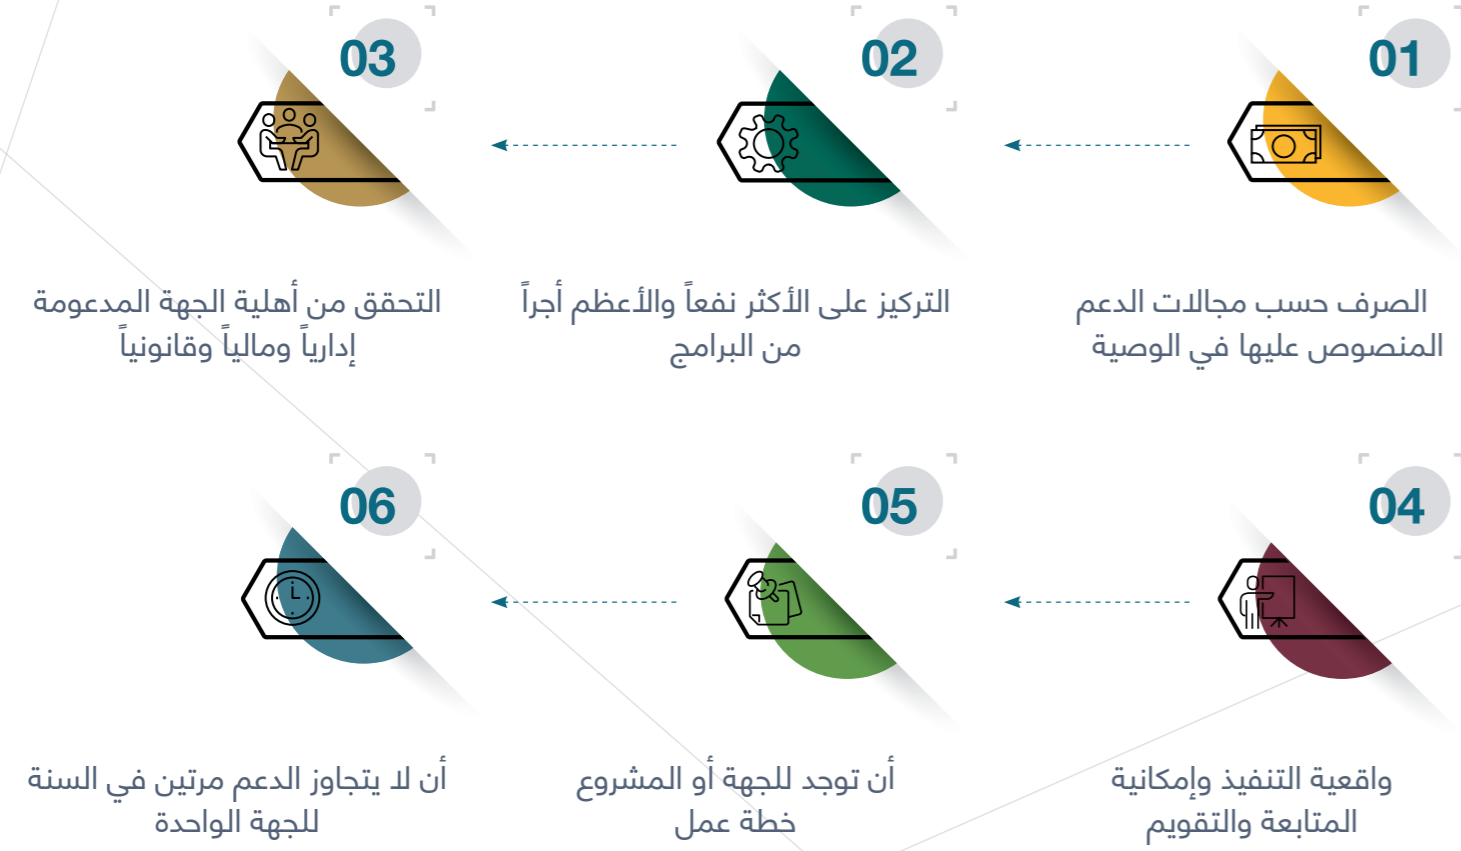 01
الصرف حسب مجالات الدعم
المنصوص عليها في الوصية
02
التركيز على الأكثر نفعاً والأعظم أجراً
من البرامج
03
التحقق من أهلية الجهة المدعومة
إدارياً ومالياً وقانونياً
04
واقعية التنفيذ وإمكانية
المتابعة والتقويم
05
أن توجد للجهة أو المشروع
خطة عمل
06
أن لا يتجاوز الدعم مرتين في السنة
للجهة الواحدة